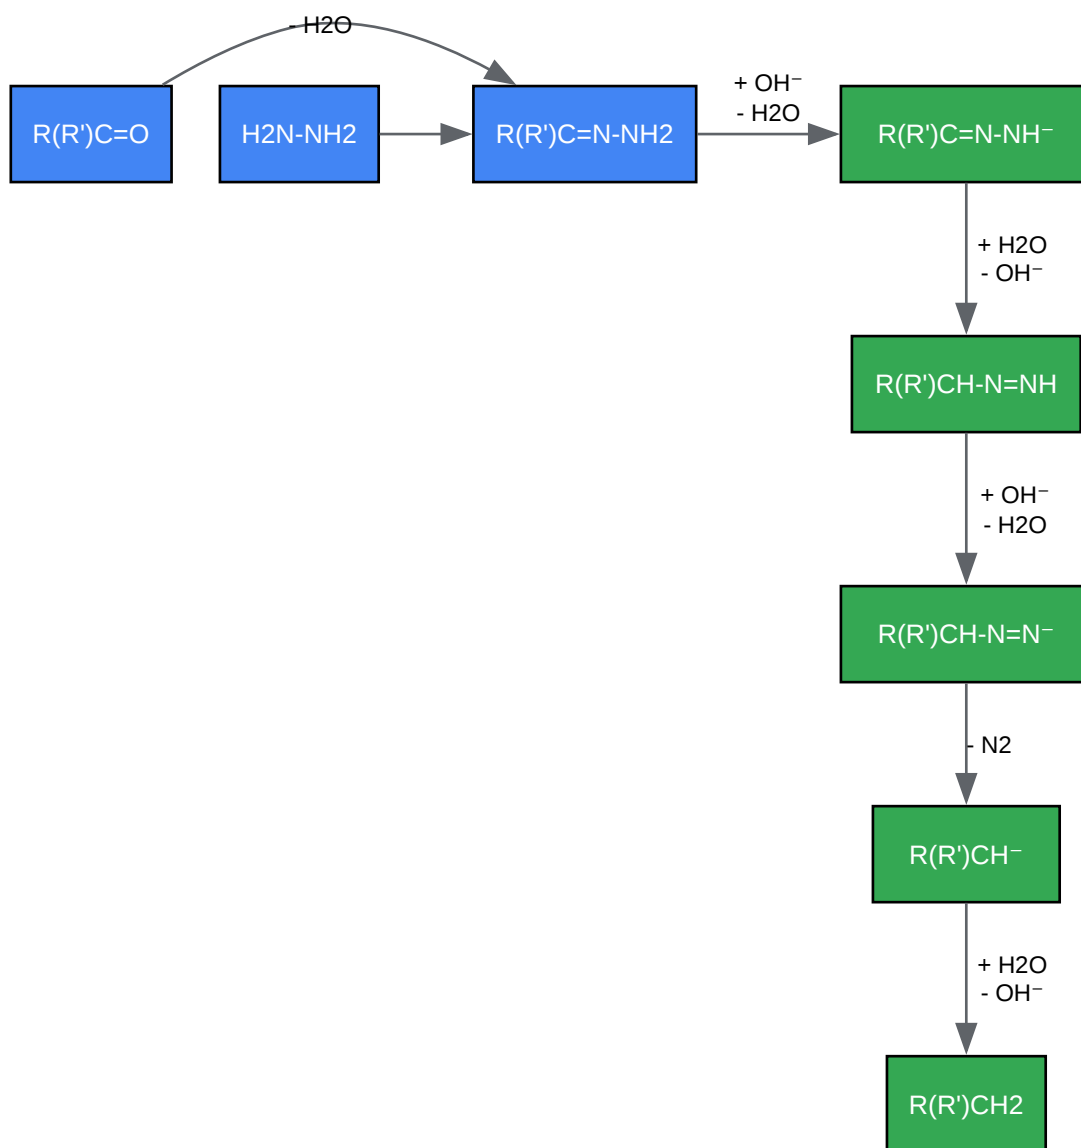 - H2O
R(R')C=O
H2N-NH2
R(R')C=N-NH2
+ OH⁻
- H2O
R(R')C=N-NH⁻
+ H2O
- OH⁻
R(R')CH-N=NH
+ OH⁻
- H2O
R(R')CH-N=N⁻
- N2
R(R')CH⁻
+ H2O
- OH⁻
R(R')CH2